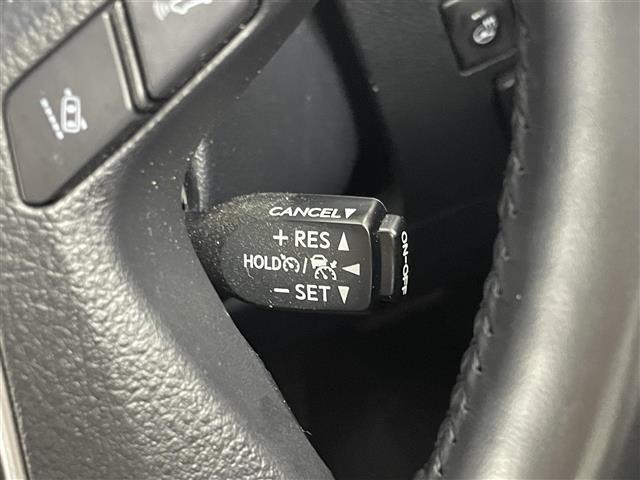 CANCEL▼
+ RES ▲
HOLD / ◄
− SET ▼
ON-OFF